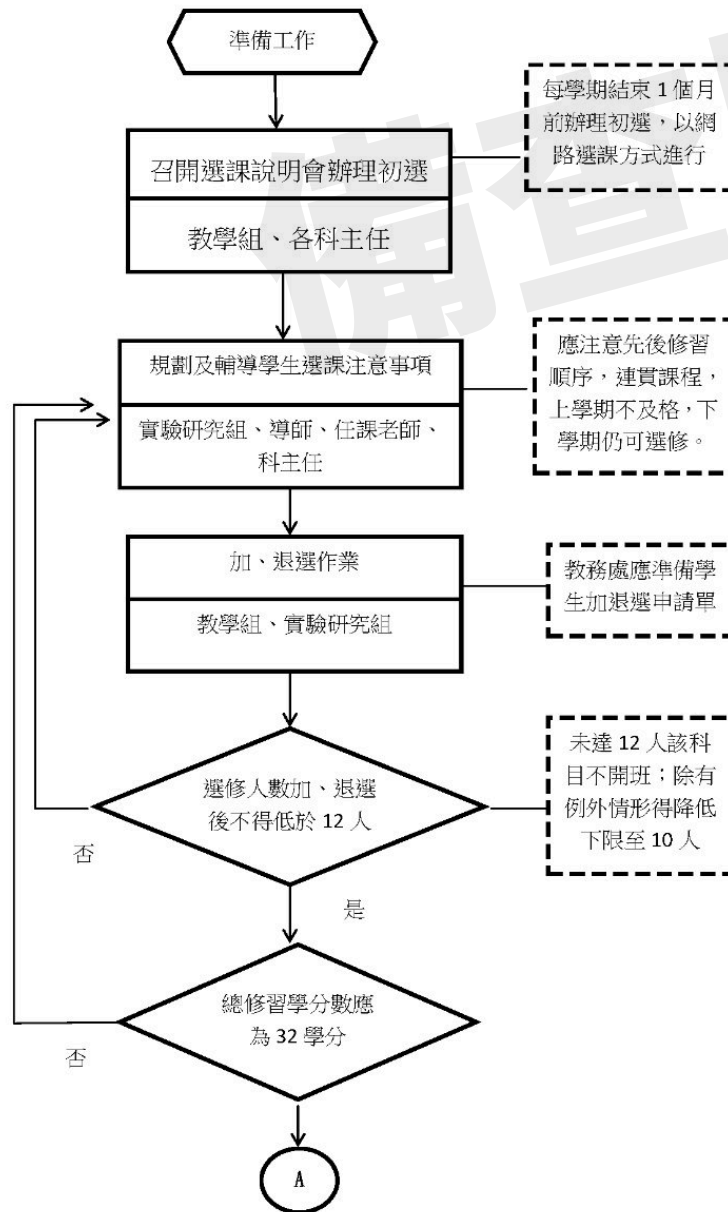 準備工作
每學期結束 1 個月
前辦理初選，以網
路選課方式進行
召開選課說明會辦理初選
教學組、各科主任
規劃及輔導學生選課注意事項
實驗研究組、導師、任課老師、
科主任
應注意先後修習
順序，連貫課程，
上學期不及格，下
學期仍可選修。
加、退選作業
教學組、實驗研究組
教務處應準備學
生加退選申請單
選修人數加、退選
後不得低於 12 人
未達 12 人該科
目不開班；除有
例外情形得降低
下限至 10 人
否
是
總修習學分數應
為 32 學分
否
A
備查